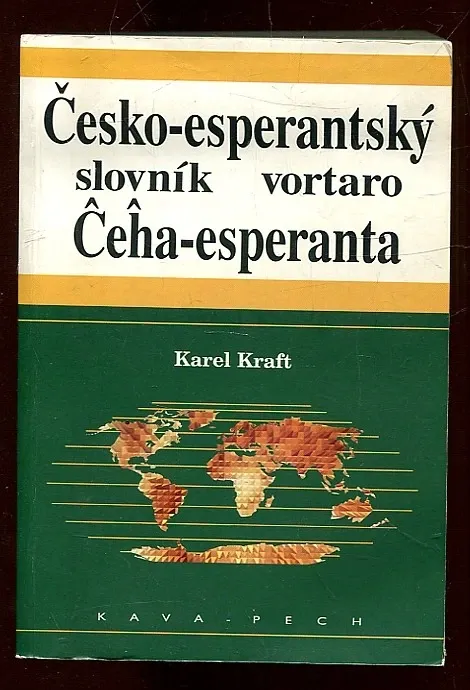 Česko-esperantský
slovník vortaro
Ĉeĥa-esperanta
Karel Kraft
KAVA-PECH